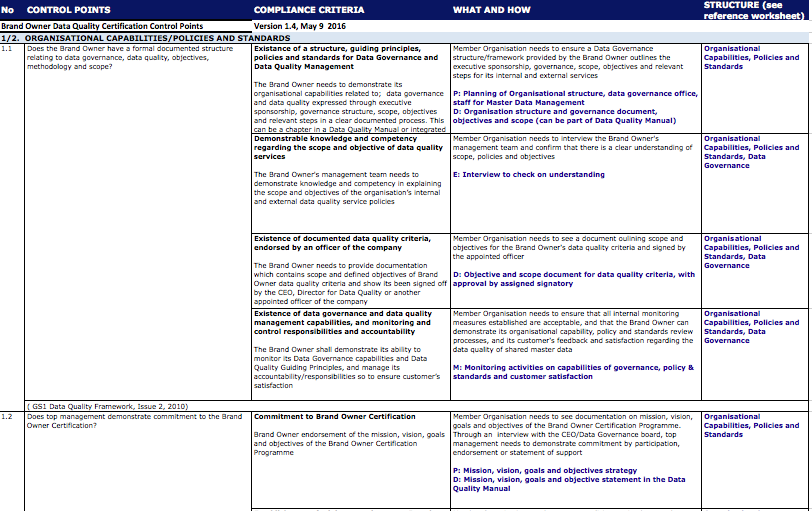 No CONTROL POINTS COMPLIANCE CRITERIA WHAT AND HOW STRUCTURE (see
reference worksheet)
Brand Owner Data Quality Certification Control Points Version 1.4, May 9 2016
1/2. ORGANISATIONAL CAPABILITIES/POLICIES AND STANDARDS
1.1
Does the Brand Owner have a formal documented structure
relating to data governance, data quality, objectives,
methodology and scope?
Existence of a structure, guiding principles,
policies and standards for Data Governance and
Data Quality Management
The Brand Owner needs to demonstrate its
organisational capabilities related to; data governance
and data quality expressed through executive
sponsorship, governance structure, scope, objectives
and relevant steps in a clear documented process. This
can be a chapter in a Data Quality Manual or integrated
Member Organisation needs to ensure a Data Governance
structure/framework provided by the Brand Owner outlines the
executive sponsorship, governance, scope, objectives and relevant
steps for its internal and external services
P: Planning of Organisational structure, data governance office,
staff for Master Data Management
D: Organisation structure and governance document,
objectives and scope (can be part of Data Quality Manual)
Organisational
Capabilities, Policies and
Standards
Demonstrable knowledge and competency
regarding the scope and objective of data quality
services
The Brand Owner's management team needs to
demonstrate knowledge and competency in explaining
the scope and objectives of the organisation's internal
and external data quality service policies
Member Organisation needs to interview the Brand Owner's
management team and confirm that there is a clear understanding of
scope, policies and objectives
E: Interview to check on understanding
Organisational
Capabilities, Policies and
Standards, Data
Governance
Existence of documented data quality criteria,
endorsed by an officer of the company
The Brand Owner needs to provide documentation
which contains scope and defined objectives of Brand
Owner data quality criteria and show its been signed off
by the CEO, Director for Data Quality or another
appointed officer of the company
Member Organisation needs to see a document oulining scope and
objectives for the Brand Owner's data quality criteria and signed by
the appointed officer
D: Objective and scope document for data quality criteria, with
approval by assigned signatory
Organisational
Capabilities, Policies and
Standards, Data
Governance
Existence of data governance and data quality
management capabilities, and monitoring and
control responsibilities and accountability
The Brand Owner shall demonstrate its ability to
monitor its Data Governance capabilities and Data
Quality Guiding Principles, and manage its
accountability/responsibilities so to ensure customer's
satisfaction
Member Organisation needs to ensure that all internal monitoring
measures established are acceptable, and that the Brand Owner can
demonstrate its organisational capability, policy and standards review
processes, and its customer's feedback and satisfaction regarding the
data quality of shared master data
M: Monitoring activities on capabilities of governance, policy &
standards and customer satisfaction
Organisational
Capabilities, Policies and
Standards, Data
Governance
( GS1 Data Quality Framework, Issue 2, 2010)
1.2
Does top management demonstrate commitment to the Brand
Owner Certification?
Commitment to Brand Owner Certification
Brand Owner endorsement of the mission, vision, goals
and objectives of the Brand Owner Certification
Programme
Member Organisation needs to see documentation on mission, vision,
goals and objectives of the Brand Owner Certification Programme.
Through an interview with the CEO/Data Governance board, top
management needs to demonstrate commitment by participation,
endorsement or statement of support
P: Mission, vision, goals and objectives strategy
D: Mission, vision, goals and objective statement in the Data
Quality Manual
Organisational
Capabilities, Policies and
Standards